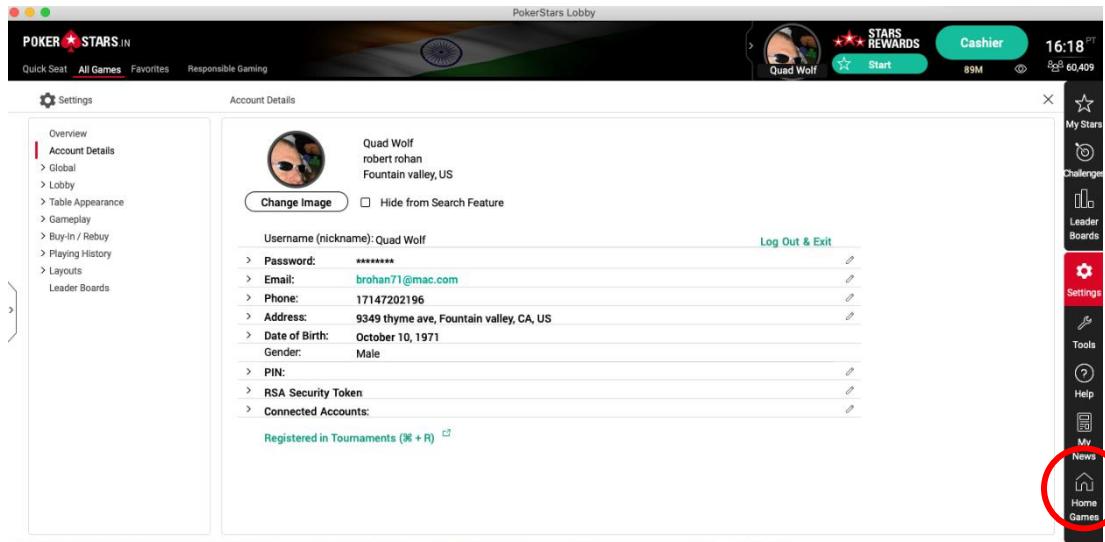 PokerStars Lobby
POKER STARS.IN
Quick Seat All Games Favorites Responsible Gaming
Quad Wolf
STARS REWARDS
Start
Cashier
89M
16:18 PT
60,409
Settings
Account Details
Overview
Account Details
Global
Lobby
Table Appearance
Gameplay
Buy-In / Rebuy
Playing History
Layouts
Leader Boards
Quad Wolf
robert rohan
Fountain valley, US
Change Image Hide from Search Feature
Username (nickname): Quad Wolf Log Out & Exit
Password: ********
Email: brohan71@mac.com
Phone: 17147202196
Address: 9349 thyme ave, Fountain valley, CA, US
Date of Birth: October 10, 1971
Gender: Male
PIN:
RSA Security Token
Connected Accounts:
Registered in Tournaments (⌘ + R)
My Stars
Challenges
Leader
Boards
Settings
Tools
Help
My
News
Home
Games